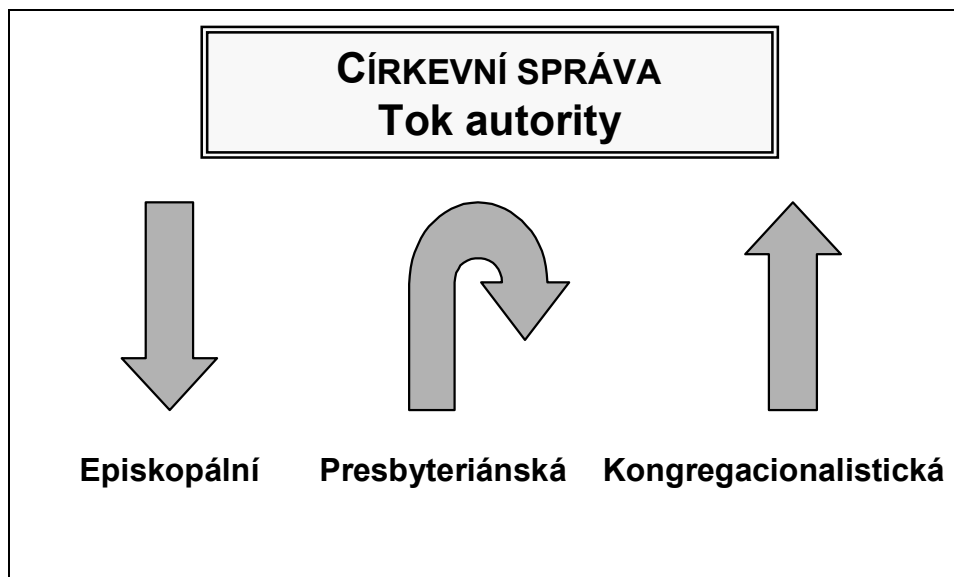 CÍRKEVNÍ SPRÁVA
Tok autority
Episkopální Presbyteriánská Kongregacionalistická